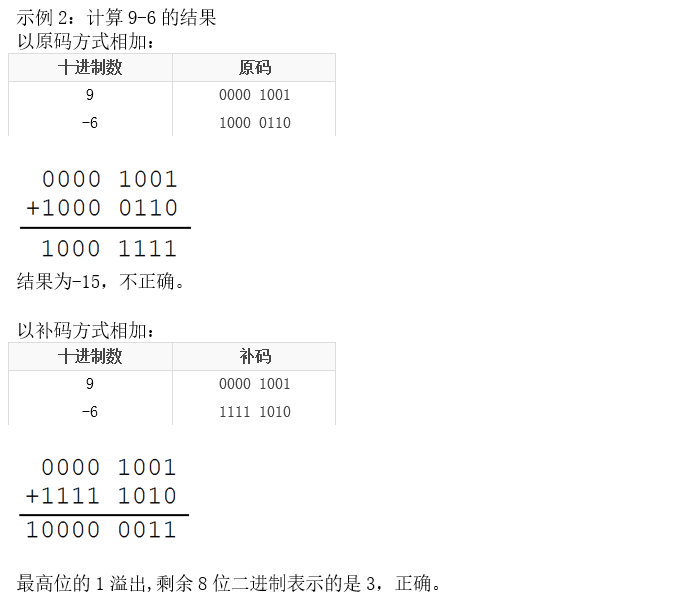 示例 2：计算 9-6 的结果
以原码方式相加：
十进制数 原码
9 0000 1001
-6 1000 0110
0000 1001
+1000 0110
1000 1111
结果为-15，不正确。
以补码方式相加：
十进制数 补码
9 0000 1001
-6 1111 1010
0000 1001
+1111 1010
10000 0011
最高位的 1 溢出,剩余 8 位二进制表示的是 3，正确。